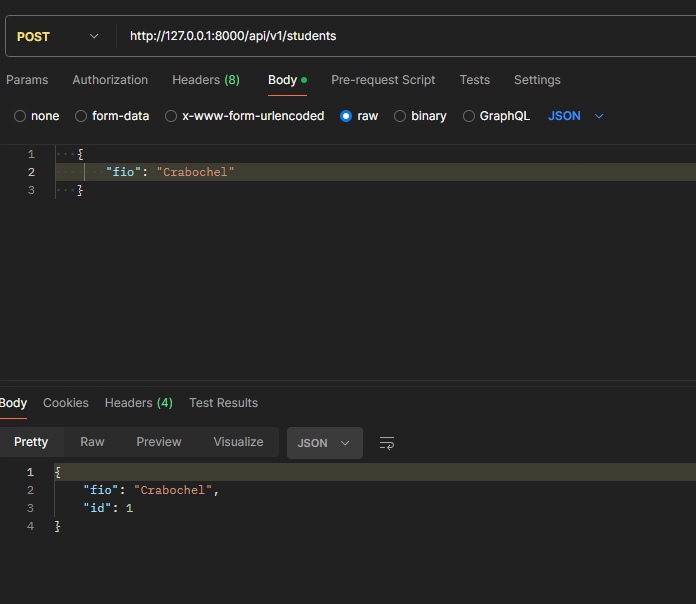 POST http://127.0.0.1:8000/api/v1/students
Params Authorization Headers (8) Body Pre-request Script Tests Settings
none form-data x-www-form-urlencoded raw binary GraphQL JSON
1 {
2 "fio": "Crabochel"
3 }
Body Cookies Headers (4) Test Results
Pretty Raw Preview Visualize JSON
1 {
2 "fio": "Crabochel",
3 "id": 1
4 }